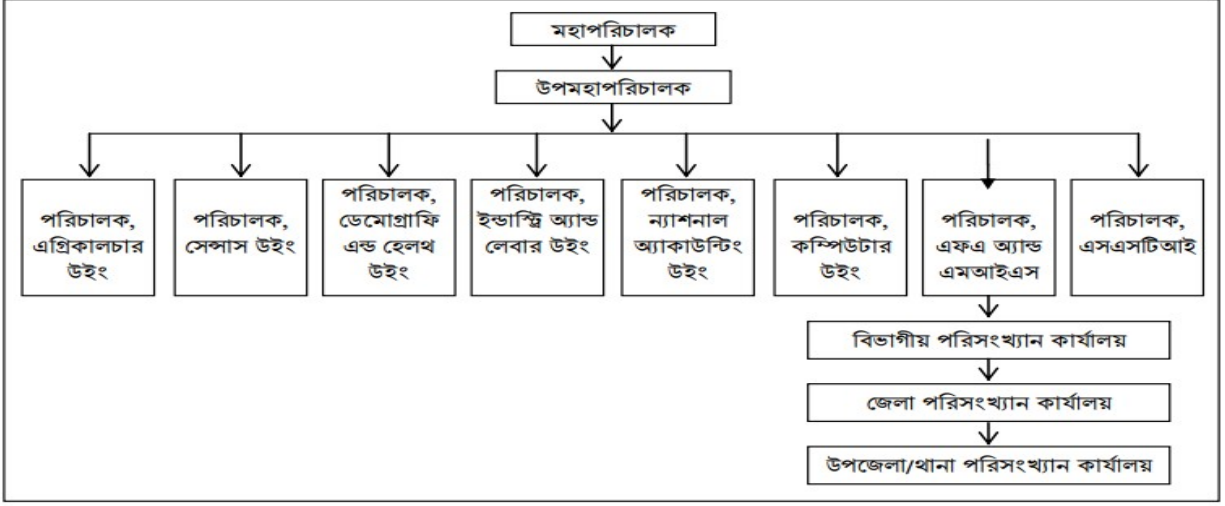 মহাপরিচালক
উপমহাপরিচালক
পরিচালক,
এগ্রিকালচার
উইং
পরিচালক,
সেন্সাস উইং
পরিচালক,
ডেমোগ্রাফি
এন্ড হেলথ
উইং
পরিচালক,
ইন্ডাস্ট্রি অ্যান্ড
লেবার উইং
পরিচালক,
ন্যাশনাল
অ্যাকাউন্টিং
উইং
পরিচালক,
কম্পিউটার
উইং
পরিচালক,
এফএ অ্যান্ড
এমআইএস
পরিচালক,
এসএসটিআই
বিভাগীয় পরিসংখ্যান কার্যালয়
জেলা পরিসংখ্যান কার্যালয়
উপজেলা/থানা পরিসংখ্যান কার্যালয়